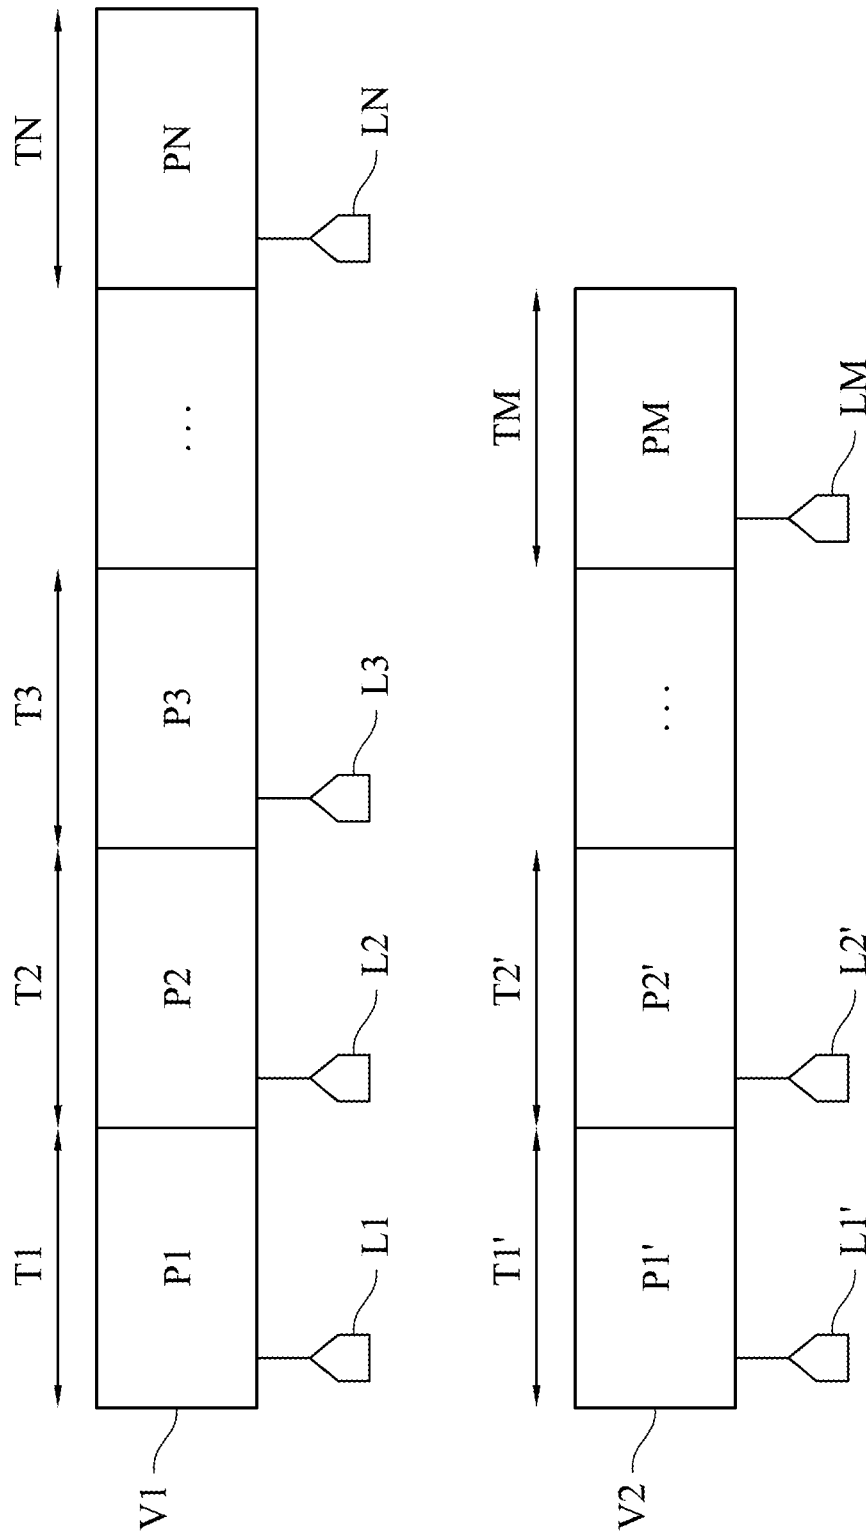 T1 T2 T3 TN
V1 P1 P2 P3 ... PN
L1 L2 L3 LN
T1' T2' TM
V2 P1' P2' ... PM
L1' L2' LM